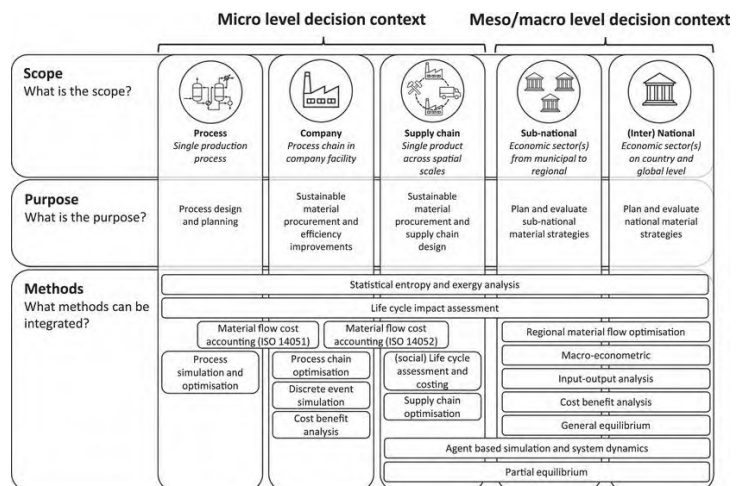 Micro level decision context
Meso/macro level decision context
Scope
What is the scope?
Process
Single production
process
Company
Process chain in
company facility
Supply chain
Single product
across spatial
scales
Sub-national
Economic sector(s)
from municipal to
regional
(Inter) National
Economic sector(s)
on country and
global level
Purpose
What is the purpose?
Process design
and planning
Sustainable
material
procurement and
efficiency
improvements
Sustainable
material
procurement and
supply chain
design
Plan and evaluate
sub-national
material strategies
Plan and evaluate
national material
strategies
Methods
What methods can be
integrated?
Statistical entropy and exergy analysis
Life cycle impact assessment
Material flow cost
accounting (ISO 14051)
Material flow cost
accounting (ISO 14052)
Regional material flow optimisation
Process
simulation and
optimisation
Process chain
optimisation
(social) Life cycle
assessment and
costing
Macro-econometric
Input-output analysis
Discrete event
simulation
Supply chain
optimisation
Cost benefit analysis
Cost benefit
analysis
General equilibrium
Agent based simulation and system dynamics
Partial equilibrium